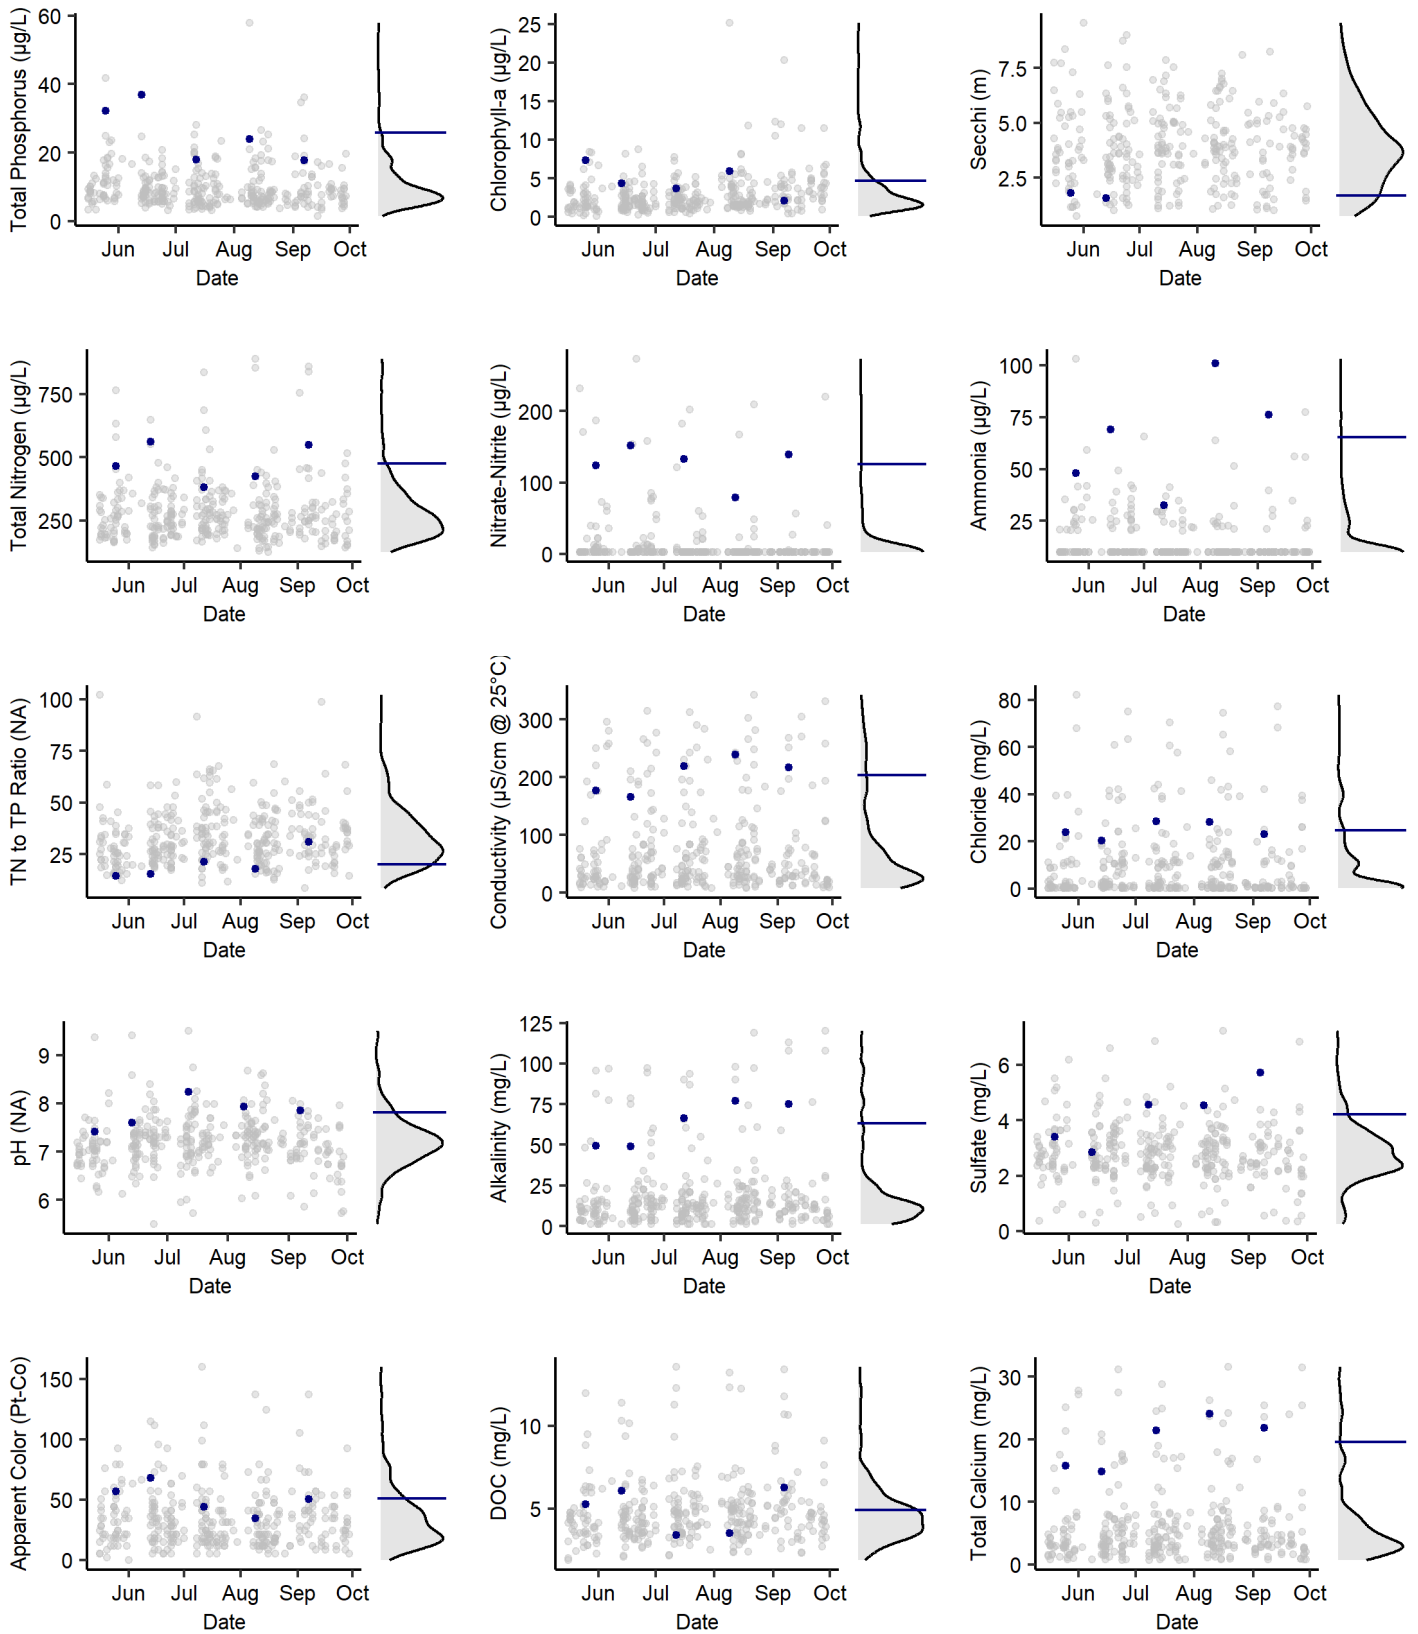 Total Phosphorus (µg/L)
60
40
20
0
Jun Jul Aug Sep Oct
Date
Chlorophyll-a (µg/L)
25
20
15
10
5
0
Jun Jul Aug Sep Oct
Date
Secchi (m)
7.5
5.0
2.5
Jun Jul Aug Sep Oct
Date
Total Nitrogen (µg/L)
750
500
250
Jun Jul Aug Sep Oct
Date
Nitrate-Nitrite (µg/L)
200
100
0
Jun Jul Aug Sep Oct
Date
Ammonia (µg/L)
100
75
50
25
Jun Jul Aug Sep Oct
Date
TN to TP Ratio (NA)
100
75
50
25
Jun Jul Aug Sep Oct
Date
Conductivity (µS/cm @ 25°C)
300
200
100
0
Jun Jul Aug Sep Oct
Date
Chloride (mg/L)
80
60
40
20
0
Jun Jul Aug Sep Oct
Date
pH (NA)
9
8
7
6
Jun Jul Aug Sep Oct
Date
Alkalinity (mg/L)
125
100
75
50
25
0
Jun Jul Aug Sep Oct
Date
Sulfate (mg/L)
6
4
2
0
Jun Jul Aug Sep Oct
Date
Apparent Color (Pt-Co)
150
100
50
0
Jun Jul Aug Sep Oct
Date
DOC (mg/L)
10
5
Jun Jul Aug Sep Oct
Date
Total Calcium (mg/L)
30
20
10
0
Jun Jul Aug Sep Oct
Date